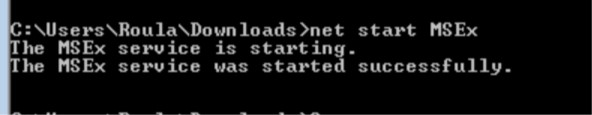 C:\Users\Roula\Downloads>net start MSEx
The MSEx service is starting.
The MSEx service was started successfully.